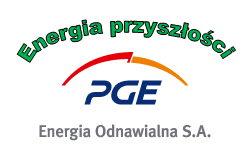 Energia przyszłości
PGE
Energia Odnawialna S.A.